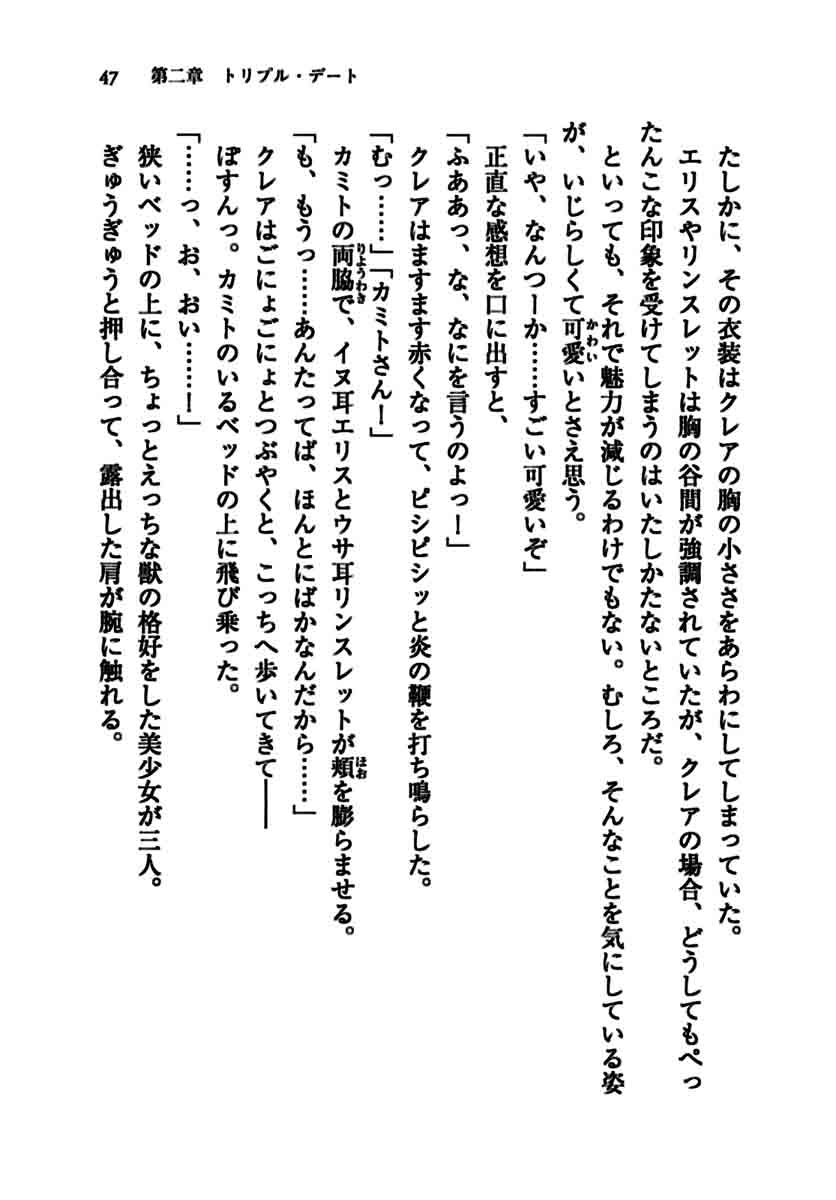 47　第二章　トリプル・デート
たしかに、その衣装はクレアの胸の小ささをあらわにしてしまっていた。
エリスやリンスレットは胸の谷間が強調されていたが、クレアの場合、どうしてもぺっ
たんこな印象を受けてしまうのはいたしかたないところだ。
といっても、それで魅力が減じるわけでもない。むしろ、そんなことを気にしている姿
が、いじらしくて可愛いとさえ思う。
かわい
「いや、なんつーか……すごい可愛いぞ」
正直な感想を口に出すと、
「ふああっ、な、なにを言うのよっー」
クレアはますます赤くなって、ピシピシッと炎の鞭を打ち鳴らした。
「むっ……」「カミトさんー」
カミトの両脇で、イヌ耳エリスとウサ耳リンスレットが頬を膨らませる。
りょうわき
ほお
「も、もうっ……あんたってば、ほんとにばかなんだから……」
クレアはごにょごにょとつぶやくと、こっちへ歩いてきて――
ぼすんっ。カミトのいるベッドの上に飛び乗った。
「……っ、お、おい……ー」
狭いベッドの上に、ちょっとえっちな獣の格好をした美少女が三人。
ぎゅうぎゅうと押し合って、露出した肩が腕に触れる。